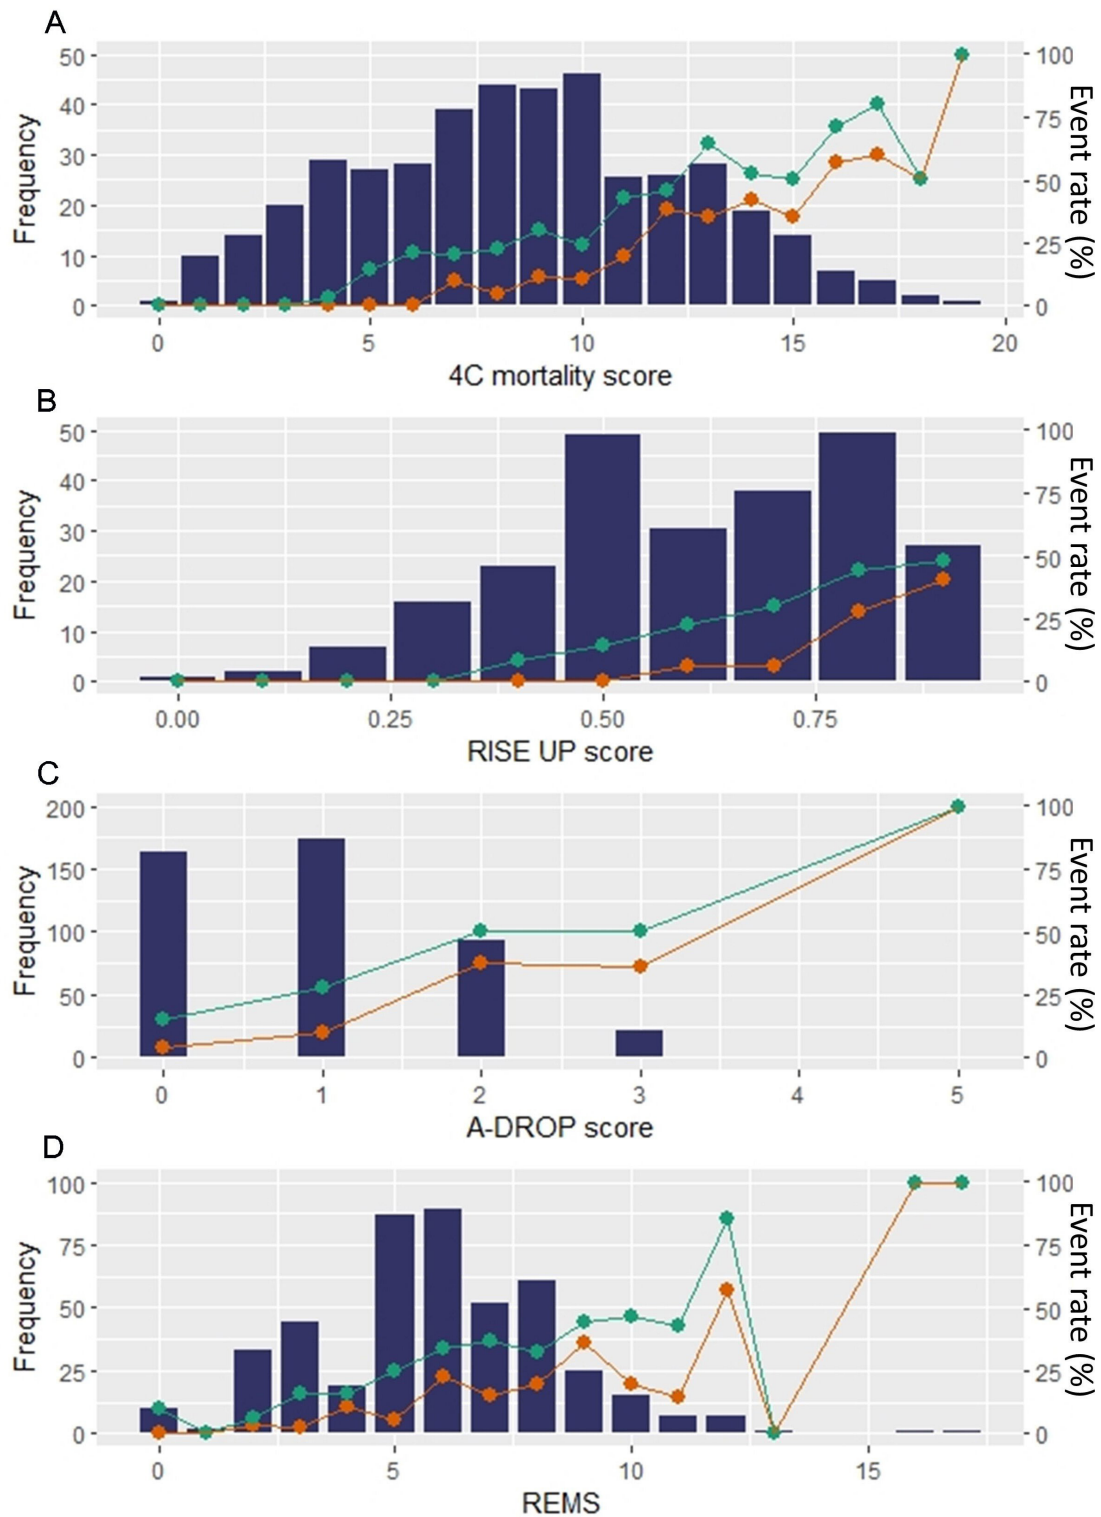 A
50
40
30
20
10
0
Frequency
100
75
50
25
0
Event rate (%)
0 5 10 15 20
4C mortality score
B
50
40
30
20
10
0
Frequency
100
75
50
25
0
Event rate (%)
0.00 0.25 0.50 0.75
RISE UP score
C
200
150
100
50
0
Frequency
100
75
50
25
0
Event rate (%)
0 1 2 3 4 5
A-DROP score
D
100
75
50
25
0
Frequency
100
75
50
25
0
Event rate (%)
0 5 10 15
REMS